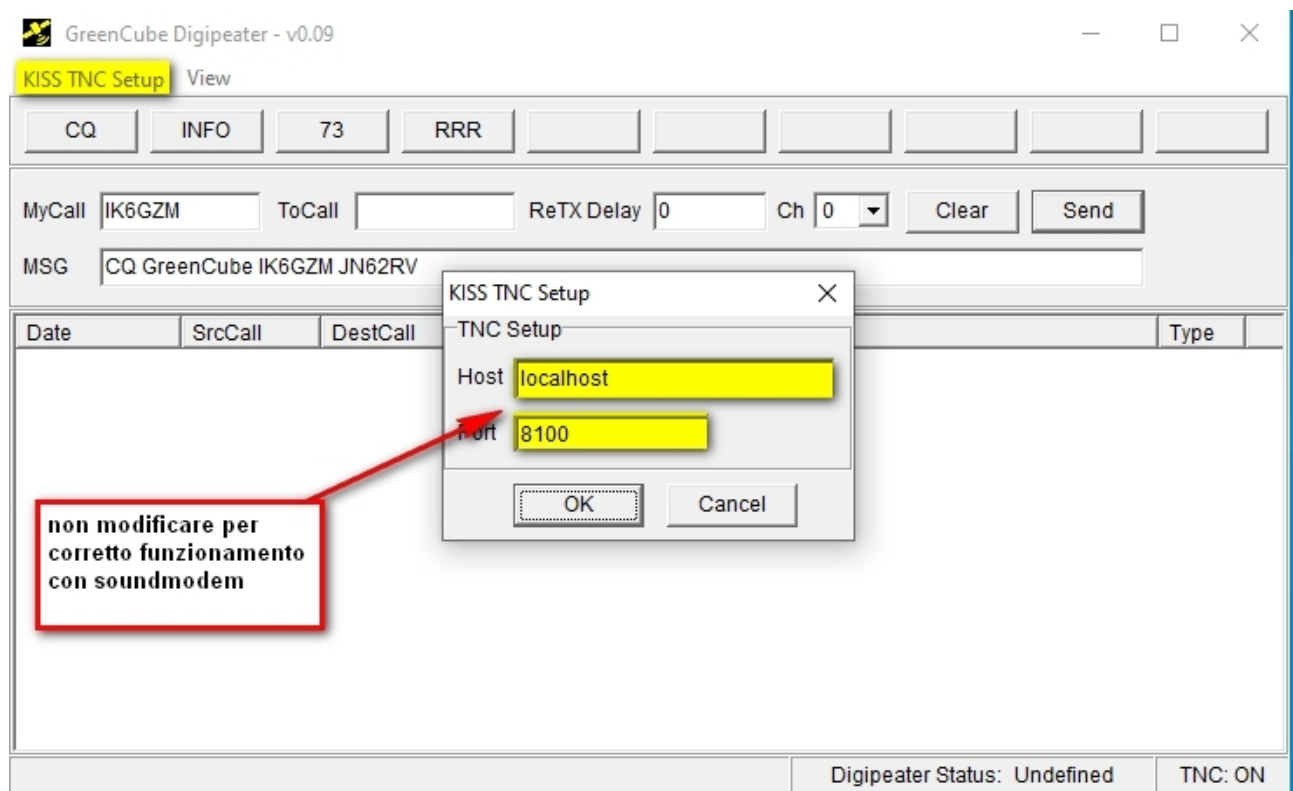 GreenCube Digipeater - v0.09
KISS TNC Setup View
CQ INFO 73 RRR
MyCall IK6GZM ToCall ReTX Delay 0 Ch 0 Clear Send
MSG CQ GreenCube IK6GZM JN62RV
KISS TNC Setup
Date SrcCall DestCall Type
TNC Setup
Host localhost
Port 8100
OK Cancel
non modificare per
corretto funzionamento
con soundmodem
Digipeater Status: Undefined TNC: ON